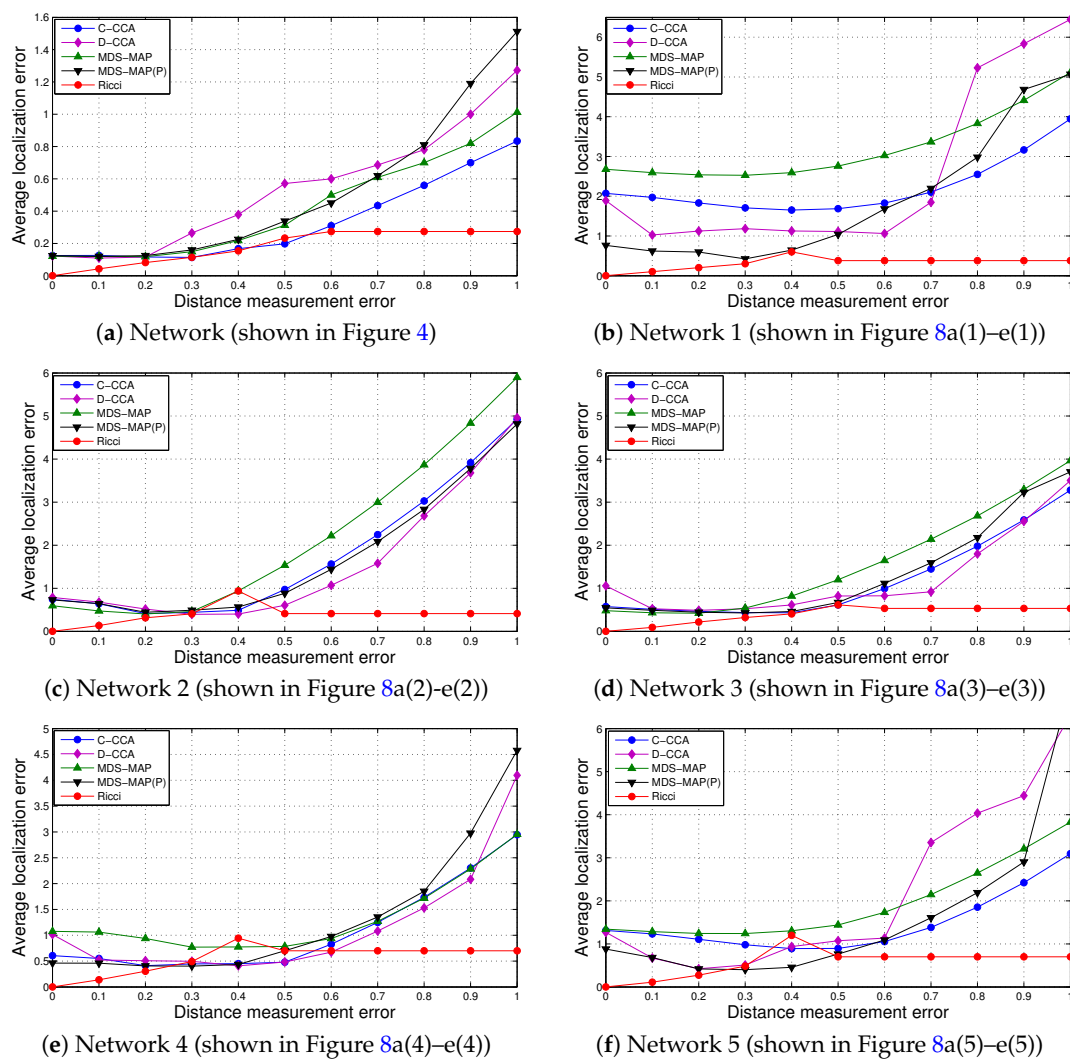 1.6
1.4
1.2
1
0.8
0.6
0.4
0.2
0
Average localization error
C−CCA
D−CCA
MDS−MAP
MDS−MAP(P)
Ricci
0 0.1 0.2 0.3 0.4 0.5 0.6 0.7 0.8 0.9 1
Distance measurement error
(a) Network (shown in Figure 4)
6
5
4
3
2
1
0
Average localization error
C−CCA
D−CCA
MDS−MAP
MDS−MAP(P)
Ricci
0 0.1 0.2 0.3 0.4 0.5 0.6 0.7 0.8 0.9 1
Distance measurement error
(b) Network 1 (shown in Figure 8a(1)–e(1))
6
5
4
3
2
1
0
Average localization error
C−CCA
D−CCA
MDS−MAP
MDS−MAP(P)
Ricci
0 0.1 0.2 0.3 0.4 0.5 0.6 0.7 0.8 0.9 1
Distance measurement error
(c) Network 2 (shown in Figure 8a(2)-e(2))
6
5
4
3
2
1
0
Average localization error
C−CCA
D−CCA
MDS−MAP
MDS−MAP(P)
Ricci
0 0.1 0.2 0.3 0.4 0.5 0.6 0.7 0.8 0.9 1
Distance measurement error
(d) Network 3 (shown in Figure 8a(3)–e(3))
5
4.5
4
3.5
3
2.5
2
1.5
1
0.5
0
Average localization error
C−CCA
D−CCA
MDS−MAP
MDS−MAP(P)
Ricci
0 0.1 0.2 0.3 0.4 0.5 0.6 0.7 0.8 0.9 1
Distance measurement error
(e) Network 4 (shown in Figure 8a(4)–e(4))
6
5
4
3
2
1
0
Average localization error
C−CCA
D−CCA
MDS−MAP
MDS−MAP(P)
Ricci
0 0.1 0.2 0.3 0.4 0.5 0.6 0.7 0.8 0.9 1
Distance measurement error
(f) Network 5 (shown in Figure 8a(5)–e(5))